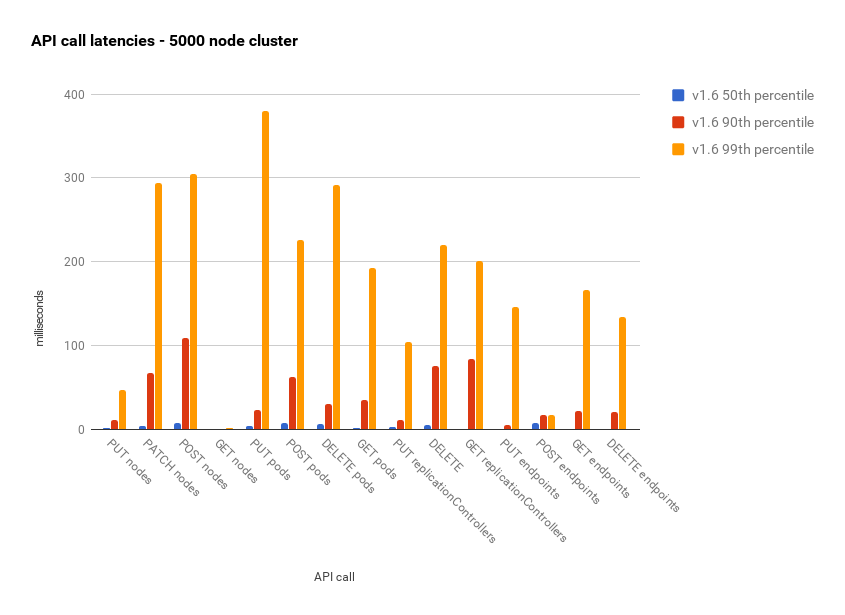 API call latencies - 5000 node cluster
v1.6 50th percentile
v1.6 90th percentile
v1.6 99th percentile
400
300
200
100
0
milliseconds
PUT nodes
PATCH nodes
POST nodes
GET nodes
PUT pods
POST pods
DELETE pods
GET pods
PUT replicationControllers
DELETE
GET replicationControllers
PUT endpoints
POST endpoints
GET endpoints
DELETE endpoints
API call